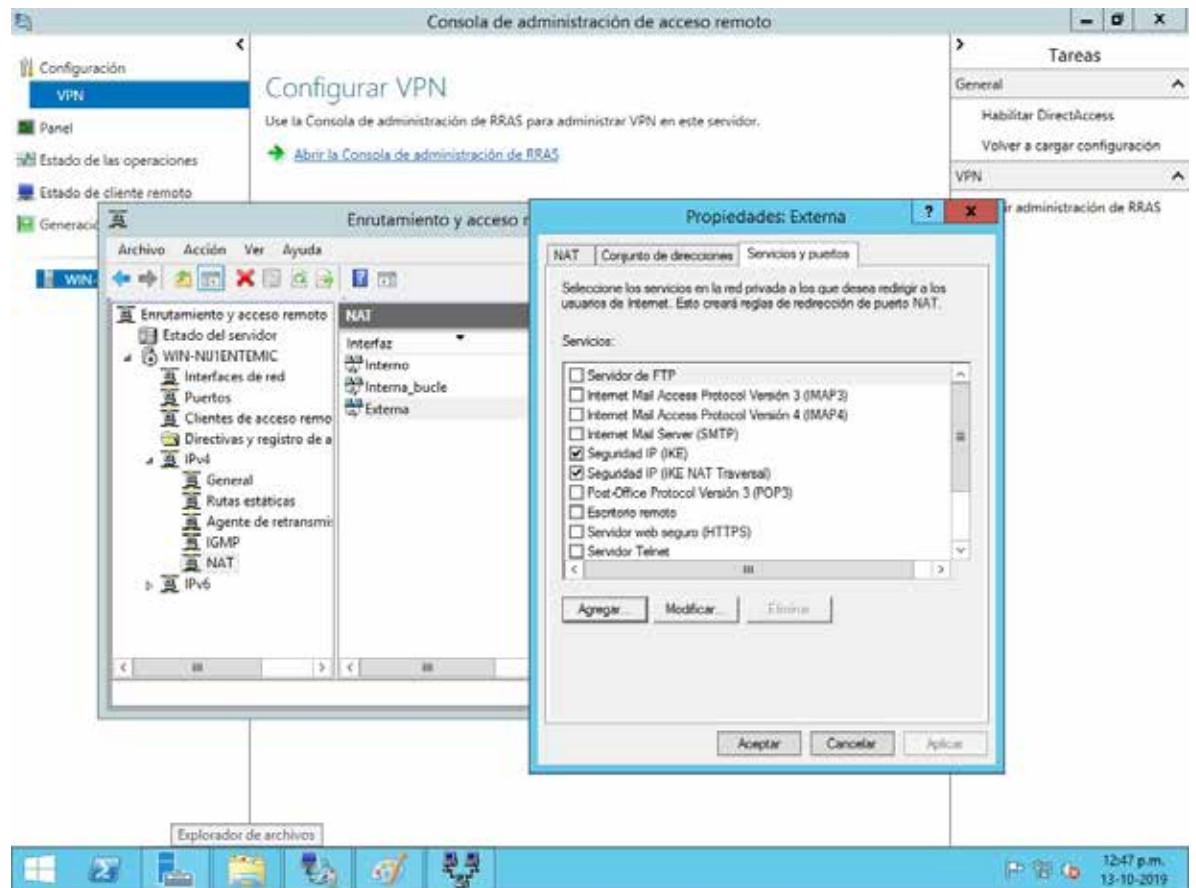 Consola de administración de acceso remoto
Configuración
VPN
Panel
Estado de las operaciones
Estado de cliente remoto
Configurar VPN
Use la Consola de administración de RRAS para administrar VPN en este servidor.
Abrir la Consola de administración de RRAS
Tareas
General
Habilitar DirectAccess
Volver a cargar configuración
VPN
administración de RRAS
Enrutamiento y acceso
Archivo Acción Ver Ayuda
Enrutamiento y acceso remoto
Estado del servidor
WIN-NU1ENTEMIC
Interfaces de red
Puertos
Clientes de acceso remo
Directivas y registro de a
IPv4
General
Rutas estáticas
Agente de retransmi
IGMP
NAT
IPv6
NAT
Interfaz
Interno
Interna_bucle
Externa
Propiedades: Externa
NAT Conjunto de direcciones Servicios y puertos
Seleccione los servicios en la red privada a los que desea redirigir a los
usuarios de Internet. Esto creará reglas de redirección de puerto NAT.
Servicios:
Servidor de FTP
Internet Mail Access Protocol Versión 3 (IMAP3)
Internet Mail Access Protocol Versión 4 (IMAP4)
Internet Mail Server (SMTP)
Seguridad IP (IKE)
Seguridad IP (IKE NAT Traversal)
Post-Office Protocol Versión 3 (POP3)
Escritorio remoto
Servidor web seguro (HTTPS)
Servidor Telnet
Agregar... Modificar... Eliminar
Aceptar Cancelar Aplicar
Explorador de archivos
12:47 p.m.
13-10-2019